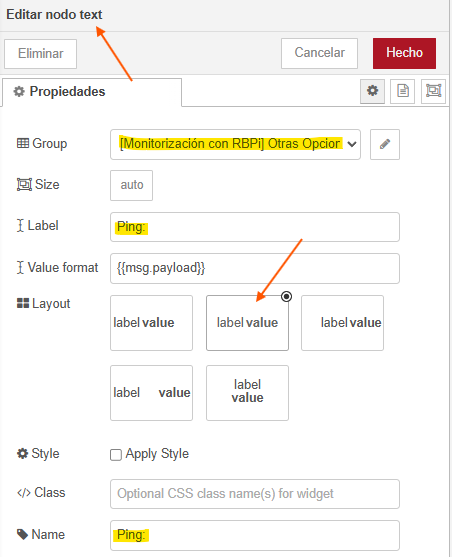 Editar nodo text
Eliminar
Cancelar
Hecho
Propiedades
Group
[Monitorización con RBPi] Otras Opcior
Size
auto
Label
Ping:
Value format
{{msg.payload}}
Layout
label value
label value
label value
label value
label
value
Style
Apply Style
</> Class
Optional CSS class name(s) for widget
Name
Ping: